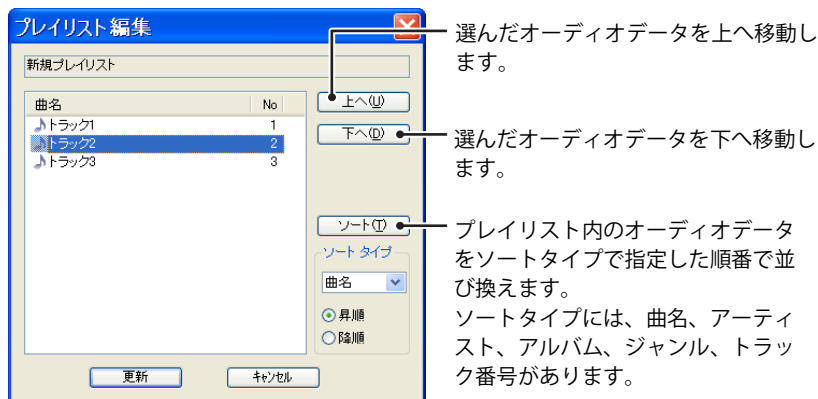 プレイリスト編集
新規プレイリスト
曲名 No
トラック1 1
トラック2 2
トラック3 3
上へ(U)
下へ(D)
ソート(T)
ソート タイプ
曲名
昇順
降順
更新 キャンセル
選んだオーディオデータを上へ移動し
ます。
選んだオーディオデータを下へ移動し
ます。
プレイリスト内のオーディオデータ
をソートタイプで指定した順番で並
び換えます。
ソートタイプには、曲名、アーティ
スト、アルバム、ジャンル、トラッ
ク番号があります。